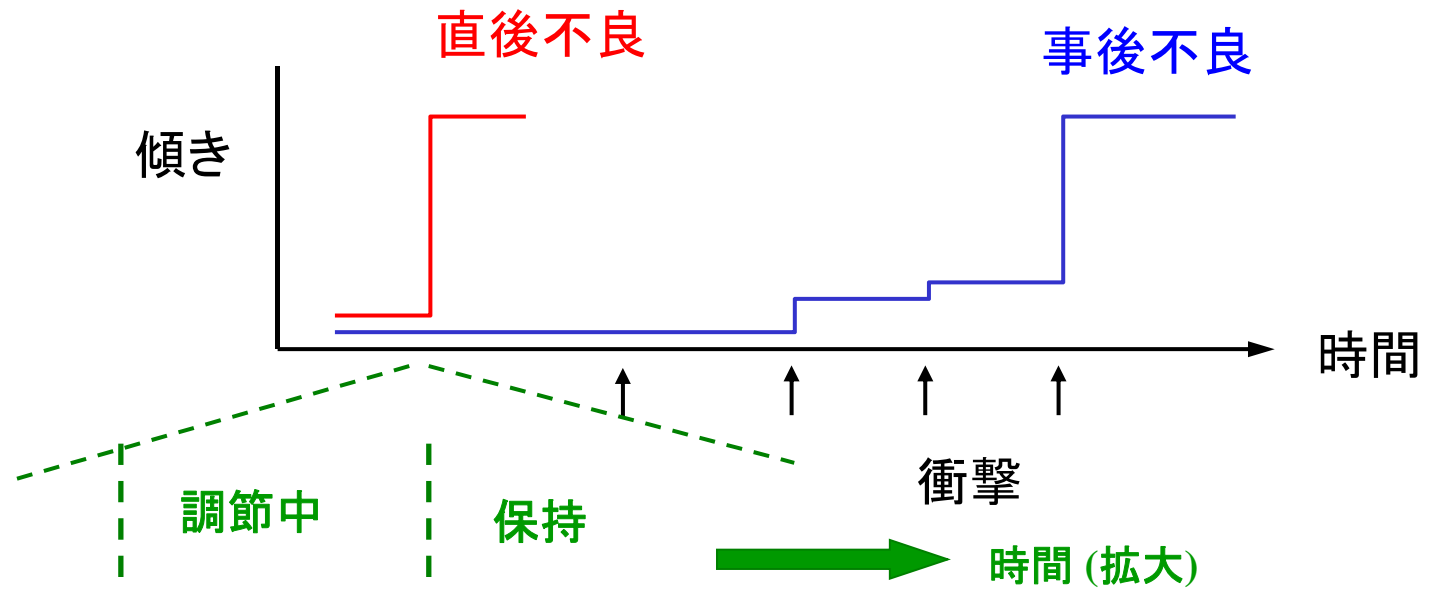 直後不良
事後不良
傾き
時間
衝撃
調節中
保持
時間 (拡大)